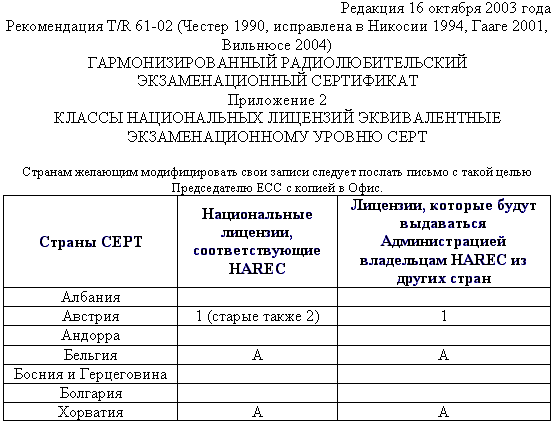 Редакция 16 октября 2003 года
Рекомендация T/R 61-02 (Честер 1990, исправлена в Никосии 1994, Гааге 2001,
Вильнюсе 2004)
ГАРМОНИЗИРОВАННЫЙ РАДИОЛЮБИТЕЛЬСКИЙ
ЭКЗАМЕНАЦИОННЫЙ СЕРТИФИКАТ
Приложение 2
КЛАССЫ НАЦИОНАЛЬНЫХ ЛИЦЕНЗИЙ ЭКВИВАЛЕНТНЫЕ
ЭКЗАМЕНАЦИОННОМУ УРОВНЮ CEPT
Странам желающим модифицировать свои записи следует послать письмо с такой целью
Председателю ECC с копией в Офис.
Страны CEPT
Национальные
лицензии,
соответствующие
HAREC
Лицензии, которые будут
выдаваться
Администрацией
владельцам HAREC из
других стран
Албания
Австрия 1 (старые также 2) 1
Андорра
Бельгия A A
Босния и Герцеговина
Болгария
Хорватия A A